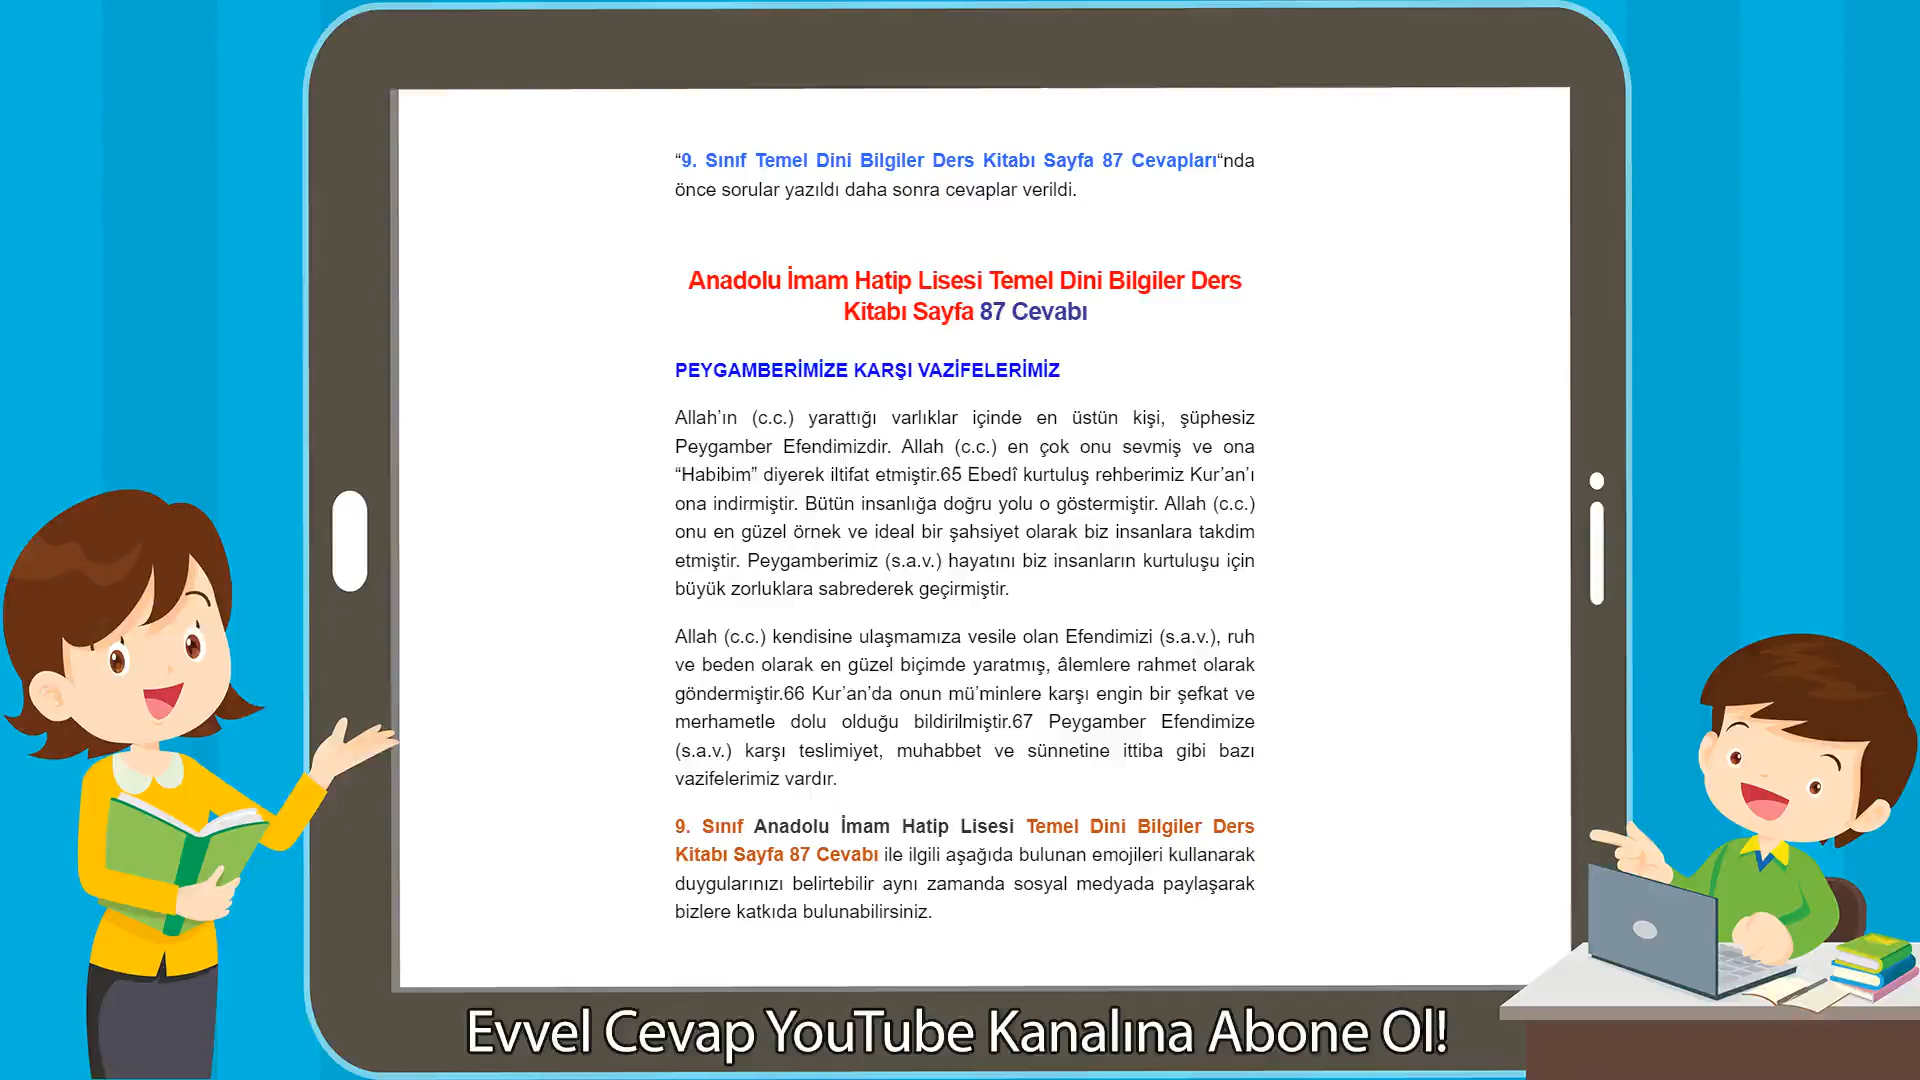 “9. Sınıf Temel Dini Bilgiler Ders Kitabı Sayfa 87 Cevapları“nda
önce sorular yazıldı daha sonra cevaplar verildi.
Anadolu İmam Hatip Lisesi Temel Dini Bilgiler Ders
Kitabı Sayfa 87 Cevabı
PEYGAMBERİMİZE KARŞI VAZİFELERİMİZ
Allah’ın (c.c.) yarattığı varlıklar içinde en üstün kişi, şüphesiz
Peygamber Efendimizdir. Allah (c.c.) en çok onu sevmiş ve ona
“Habibim” diyerek iltifat etmiştir.65 Ebedî kurtuluş rehberimiz Kur’an’ı
ona indirmiştir. Bütün insanlığa doğru yolu o göstermiştir. Allah (c.c.)
onu en güzel örnek ve ideal bir şahsiyet olarak biz insanlara takdim
etmiştir. Peygamberimiz (s.a.v.) hayatını biz insanların kurtuluşu için
büyük zorluklara sabrederek geçirmiştir.
Allah (c.c.) kendisine ulaşmamıza vesile olan Efendimizi (s.a.v.), ruh
ve beden olarak en güzel biçimde yaratmış, âlemlere rahmet olarak
göndermiştir.66 Kur’an’da onun mü’minlere karşı engin bir şefkat ve
merhametle dolu olduğu bildirilmiştir.67 Peygamber Efendimize
(s.a.v.) karşı teslimiyet, muhabbet ve sünnetine ittiba gibi bazı
vazifelerimiz vardır.
9. Sınıf Anadolu İmam Hatip Lisesi Temel Dini Bilgiler Ders
Kitabı Sayfa 87 Cevabı ile ilgili aşağıda bulunan emojileri kullanarak
duygularınızı belirtebilir aynı zamanda sosyal medyada paylaşarak
bizlere katkıda bulunabilirsiniz.
Evvel Cevap YouTube Kanalına Abone Ol!